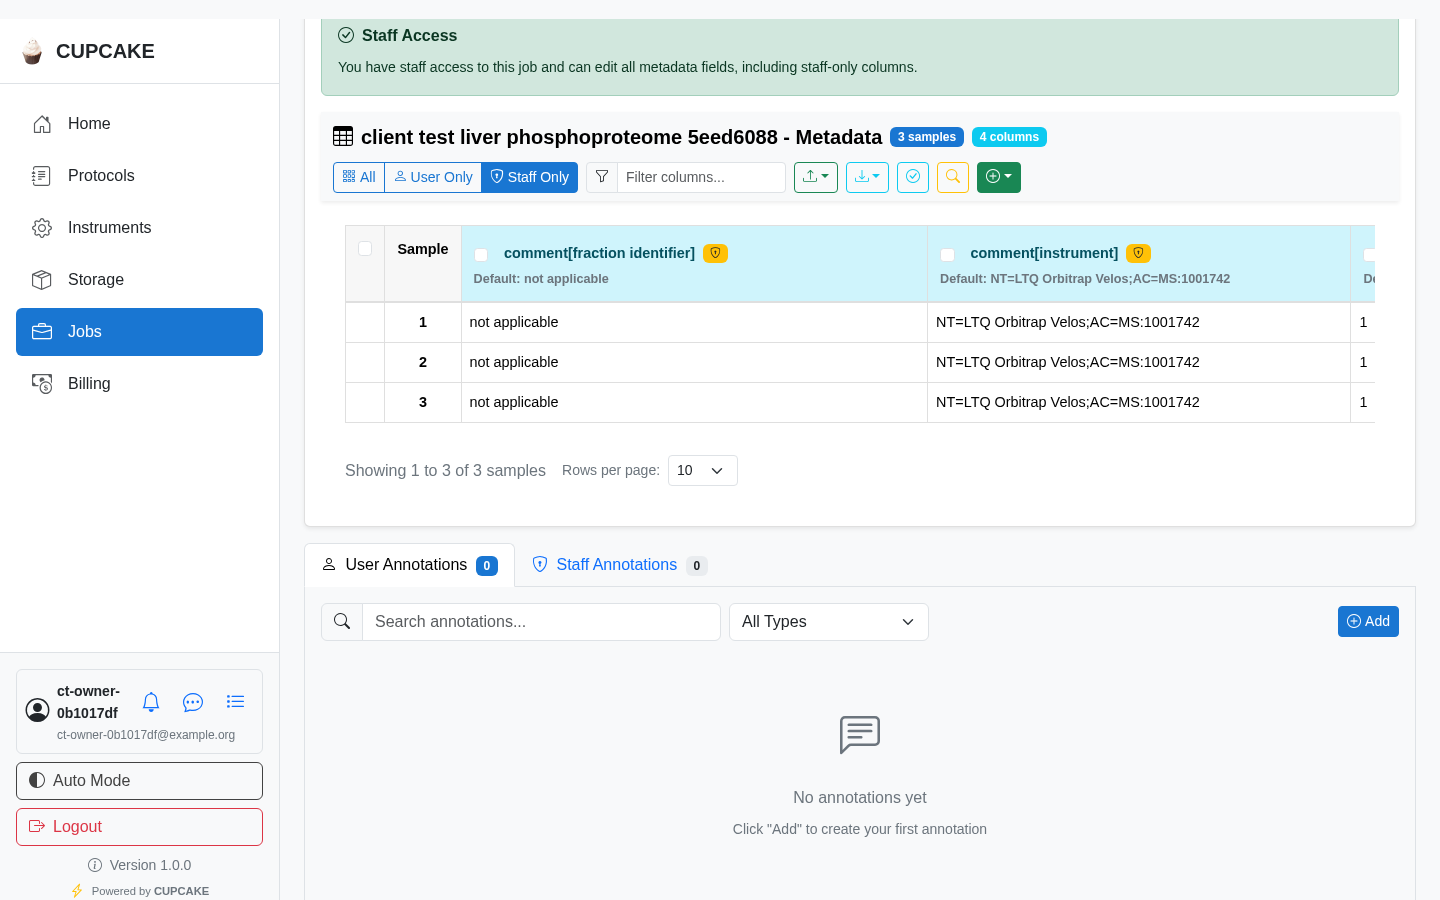 CUPCAKE
Home
Protocols
Instruments
Storage
Jobs
Billing
ct-owner-
0b1017df
ct-owner-0b1017df@example.org
Auto Mode
Logout
Version 1.0.0
Powered by CUPCAKE
Staff Access
You have staff access to this job and can edit all metadata fields, including staff-only columns.
client test liver phosphoproteome 5eed6088 - Metadata 3 samples 4 columns
All User Only Staff Only Filter columns...
Sample comment[fraction identifier] comment[instrument]
Default: not applicable Default: NT=LTQ Orbitrap Velos;AC=MS:1001742
1 not applicable NT=LTQ Orbitrap Velos;AC=MS:1001742 1
2 not applicable NT=LTQ Orbitrap Velos;AC=MS:1001742 1
3 not applicable NT=LTQ Orbitrap Velos;AC=MS:1001742 1
Showing 1 to 3 of 3 samples Rows per page: 10
User Annotations 0 Staff Annotations 0
Search annotations... All Types Add
No annotations yet
Click "Add" to create your first annotation